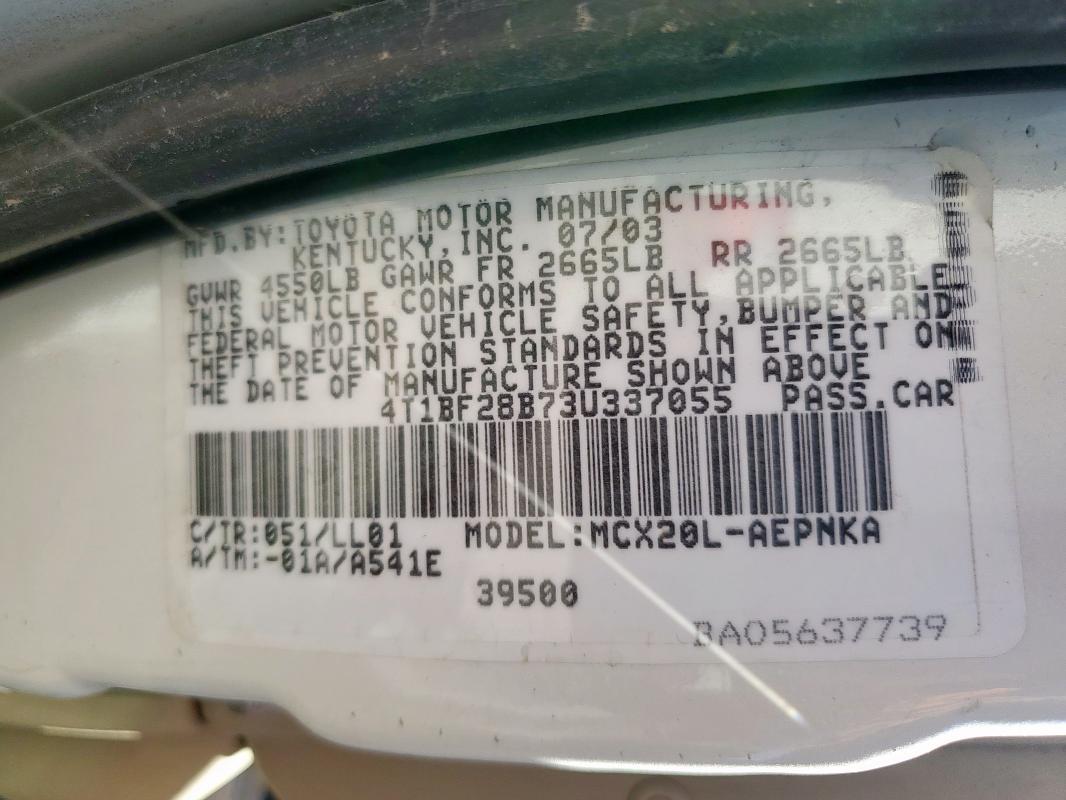 MFD.BY:TOYOTA MOTOR MANUFACTURING,
KENTUCKY,INC. 07/03
GVWR 4550LB GAWR FR 2665LB RR 2665LB
THIS VEHICLE CONFORMS TO ALL APPLICABLE
FEDERAL MOTOR VEHICLE SAFETY,BUMPER AND
THEFT PREVENTION STANDARDS IN EFFECT ON
THE DATE OF MANUFACTURE SHOWN ABOVE
4T1BF28B73U337055 PASS.CAR
C/TR:051/LL01 MODEL:MCX20L-AEPNKA
A/TM:-01A/A541E
39500
BA05637739